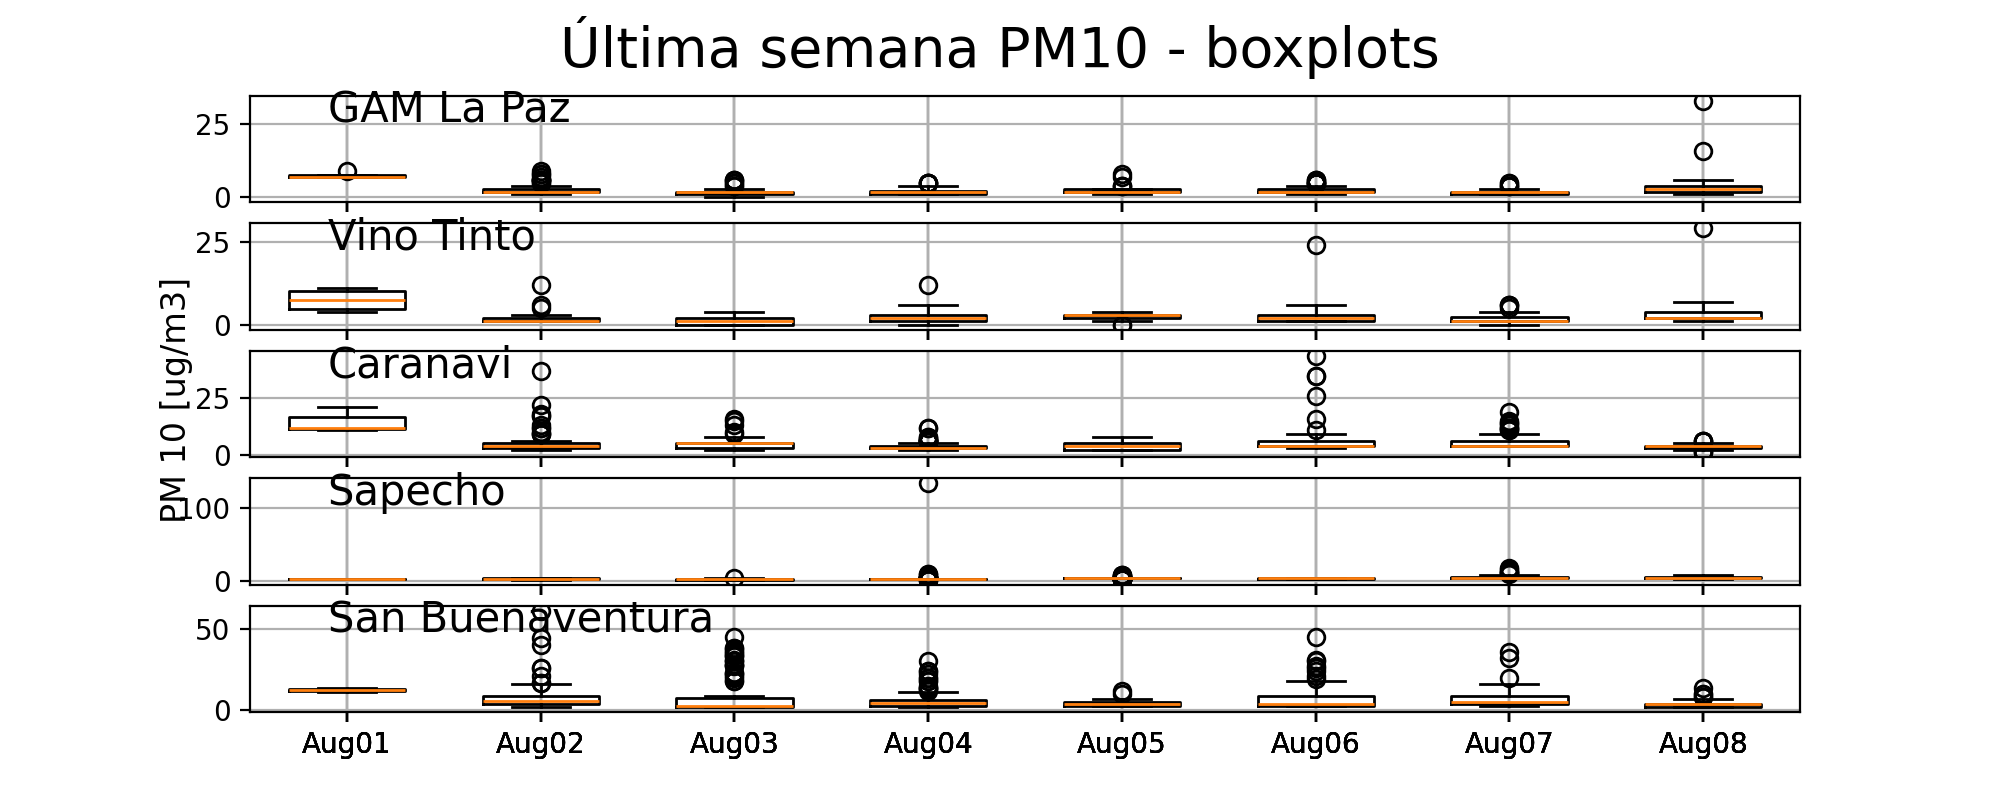 Última semana PM10 - boxplots
GAM La Paz
25
0
Vino Tinto
25
0
PM 10 [ug/m3]
Caranavi
25
0
Sapecho
100
0
San Buenaventura
50
0
Aug01 Aug02 Aug03 Aug04 Aug05 Aug06 Aug07 Aug08